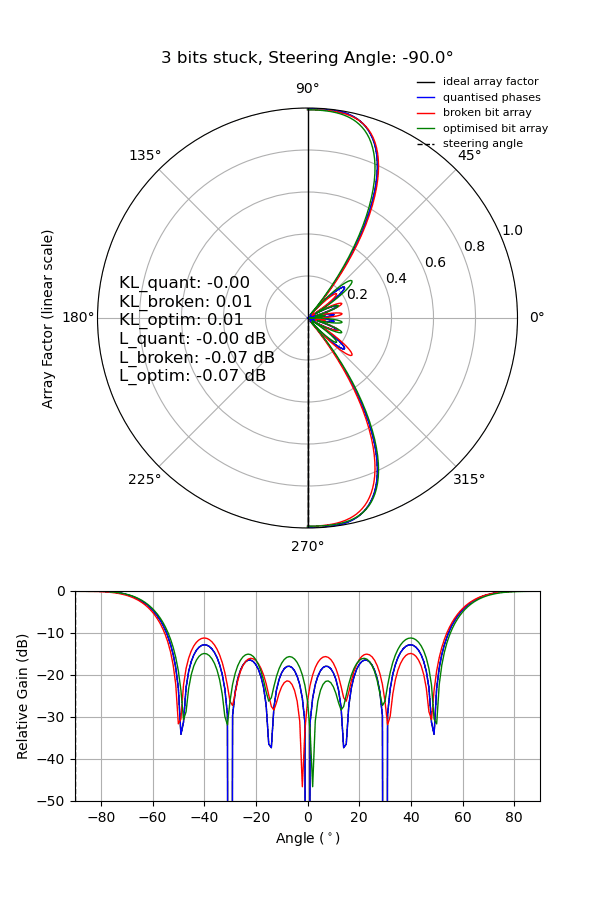 3 bits stuck, Steering Angle: -90.0°
ideal array factor
quantised phases
broken bit array
optimised bit array
steering angle
90°
135°
45°
1.0
0.8
0.6
0.4
0.2
180°
0°
225°
315°
270°
Array Factor (linear scale)
KL_quant: -0.00
KL_broken: 0.01
KL_optim: 0.01
L_quant: -0.00 dB
L_broken: -0.07 dB
L_optim: -0.07 dB
0
−10
−20
−30
−40
−50
Relative Gain (dB)
−80 −60 −40 −20 0 20 40 60 80
Angle (°)